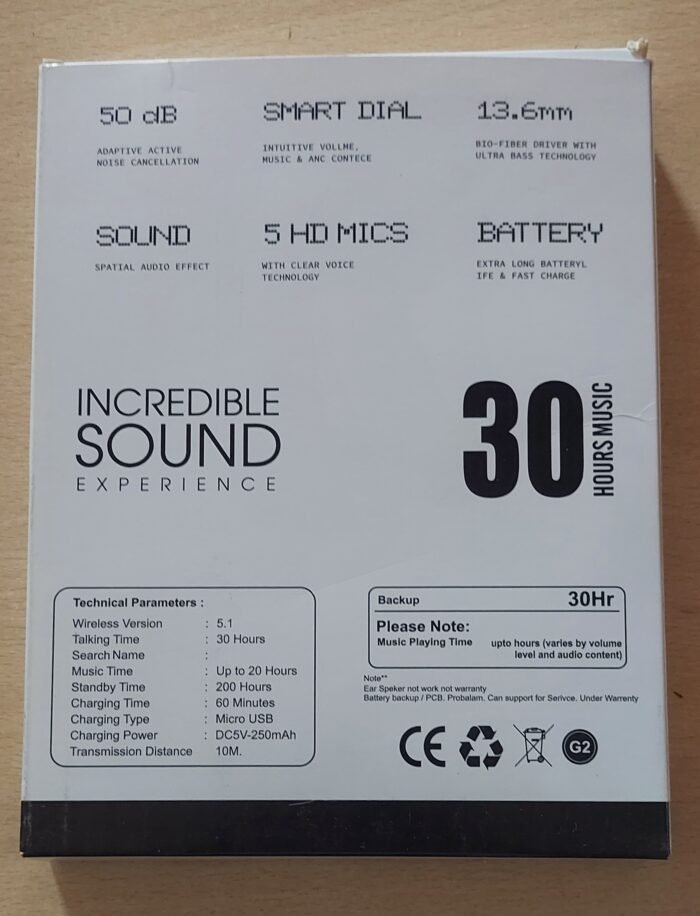 50 dB
ADAPTIVE ACTIVE
NOISE CANCELLATION
SMART DIAL
INTUITIVE VOLLME,
MUSIC & ANC CONTECE
13.6mm
BIO-FIBER DRIVER WITH
ULTRA BASS TECHNOLOGY
SOUND
SPATIAL AUDIO EFFECT
5 HD MICS
WITH CLEAR VOICE
TECHNOLOGY
BATTERY
EXTRA LONG BATTERYL
IFE & FAST CHARGE
INCREDIBLE
SOUND
EXPERIENCE
30
HOURS MUSIC
Technical Parameters :
Wireless Version : 5.1
Talking Time : 30 Hours
Search Name :
Music Time : Up to 20 Hours
Standby Time : 200 Hours
Charging Time : 60 Minutes
Charging Type : Micro USB
Charging Power : DC5V-250mAh
Transmission Distance 10M.
Backup 30Hr
Please Note:
Music Playing Time upto hours (varies by volume
level and audio content)
Note**
Ear Speker not work not warranty
Battery backup / PCB. Probalam. Can support for Serivce. Under Warrenty
CE
G2